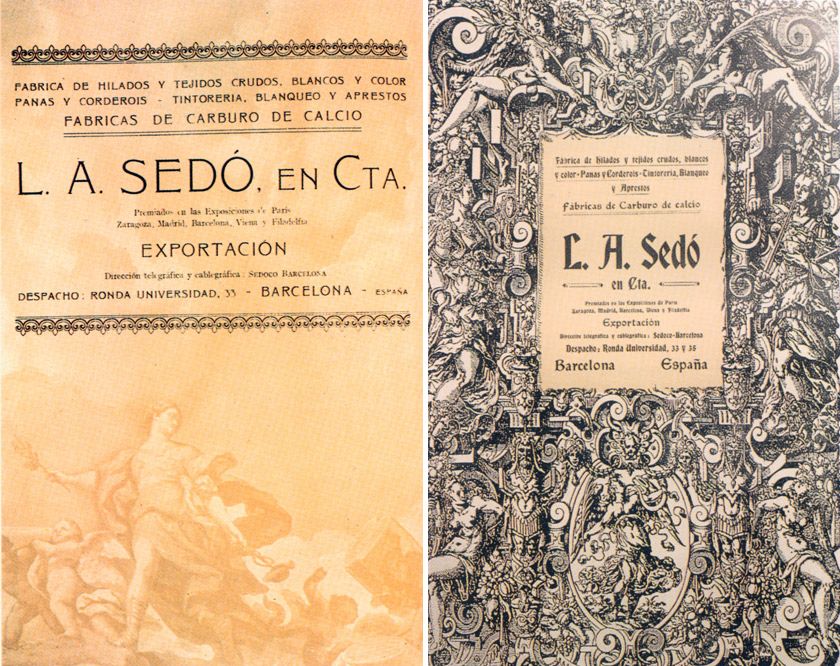 FABRICA DE HILADOS Y TEJIDOS CRUDOS, BLANCOS Y COLOR
PANAS Y CORDEROIS - TINTORERIA, BLANQUEO Y APRESTOS
FABRICAS DE CARBURO DE CALCIO
L. A. SEDÓ, EN CTA.
Premiados en las Exposiciones de Paris
Zaragoza, Madrid, Barcelona, Viena y Filadelfia
EXPORTACIÓN
Dirección telegráfica y cablegráfica: SEDOCO BARCELONA
DESPACHO: RONDA UNIVERSIDAD, 33 - BARCELONA - ESPAÑA
Fábrica de hilados y tejidos crudos, blancos
y color-Panas y Corderois-Tintorería, Blanqueo
y Aprestos
Fábricas de Carburo de calcio
L. A. Sedó
en Cta.
Premiados en las Exposiciones de Paris
Zaragoza, Madrid, Barcelona, Viena y Filadelfia
Exportación
Dirección telegráfica y cablegráfica: Sedoco-Barcelona
Despacho: Ronda Universidad, 33 y 35
Barcelona España